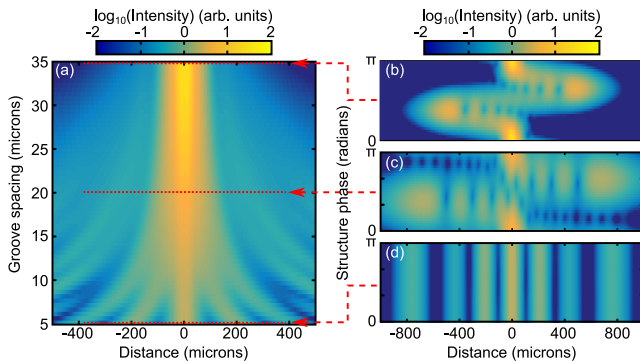 log10(Intensity) (arb. units)
-2 -1 0 1 2
(a)
35
30
25
20
15
10
5
Groove spacing (microns)
-400 -200 0 200 400
Distance (microns)
log10(Intensity) (arb. units)
-2 -1 0 1 2
Structure phase (radians)
π
(b)
0
π
(c)
0
π
(d)
0
-800 -400 0 400 800
Distance (microns)